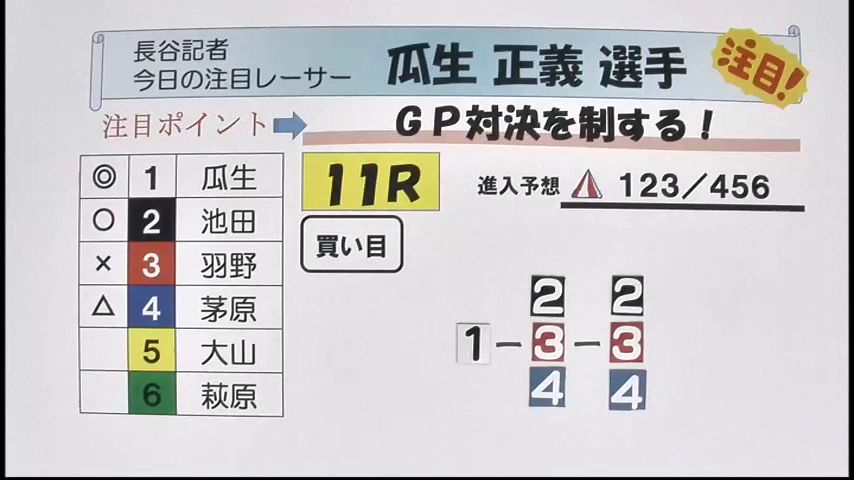 長谷記者
今日の注目レーサー
瓜生 正義 選手
注目!
注目ポイント
GP対決を制する!
◎ 1 瓜生
○ 2 池田
× 3 羽野
△ 4 茅原
5 大山
6 萩原
11R
進入予想 123/456
買い目
2 2
1-3-3
4 4